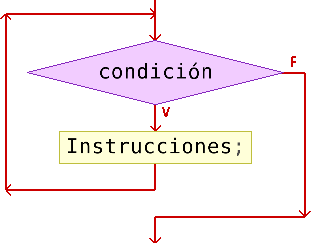 condición
F
V
Instrucciones;